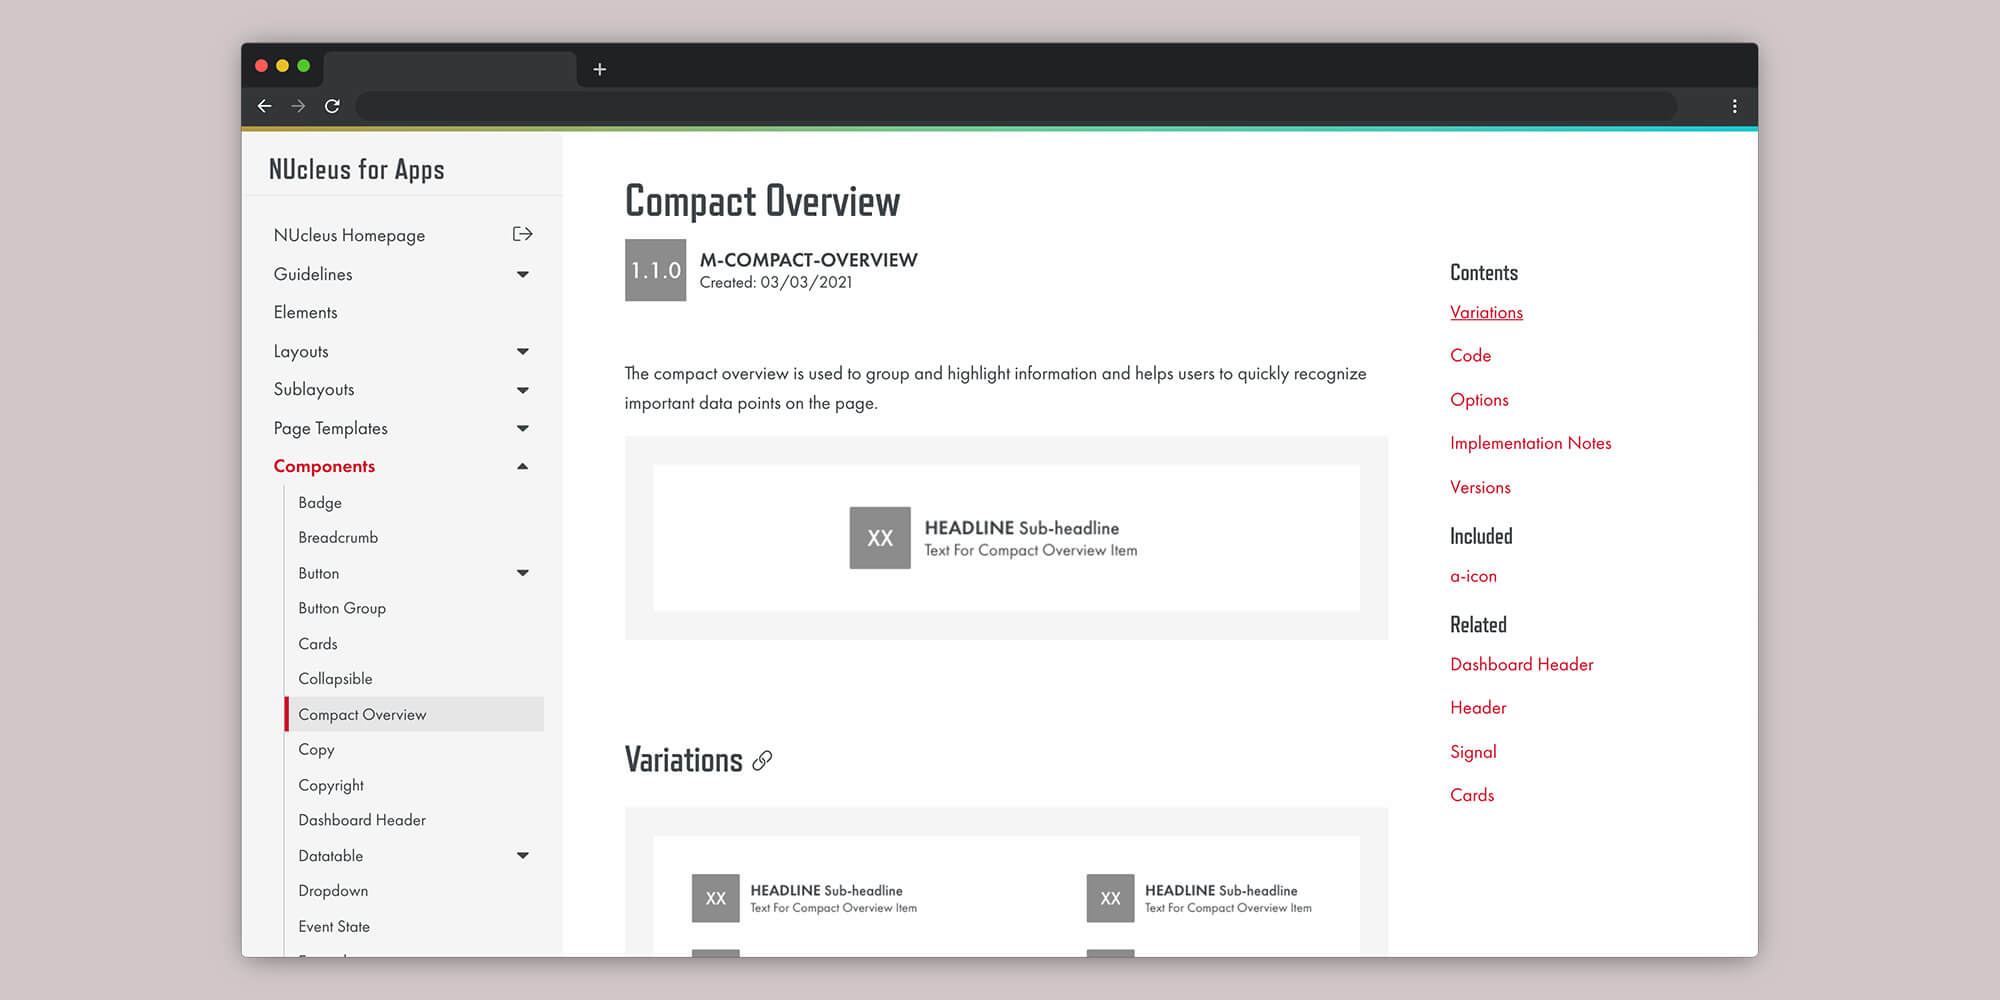 NUcleus for Apps
NUcleus Homepage
Guidelines
Elements
Layouts
Sublayouts
Page Templates
Components
Badge
Breadcrumb
Button
Button Group
Cards
Collapsible
Compact Overview
Copy
Copyright
Dashboard Header
Datatable
Dropdown
Event State
Compact Overview
1.1.0
M-COMPACT-OVERVIEW
Created: 03/03/2021
The compact overview is used to group and highlight information and helps users to quickly recognize
important data points on the page.
XX
HEADLINE Sub-headline
Text For Compact Overview Item
Variations
XX
HEADLINE Sub-headline
Text For Compact Overview Item
XX
HEADLINE Sub-headline
Text For Compact Overview Item
Contents
Variations
Code
Options
Implementation Notes
Versions
Included
a-icon
Related
Dashboard Header
Header
Signal
Cards